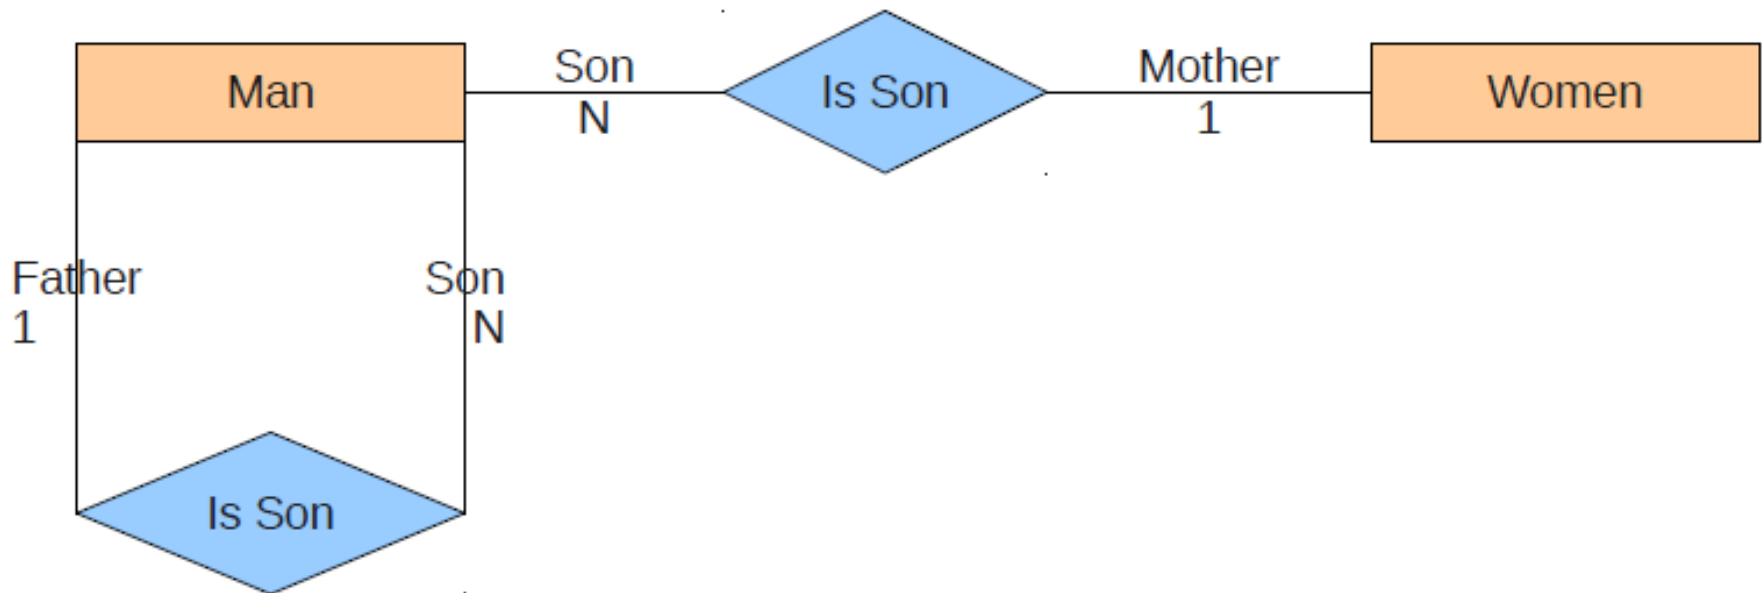 Man
Son
N
Is Son
Mother
1
Women
Father
1
Son
N
Is Son